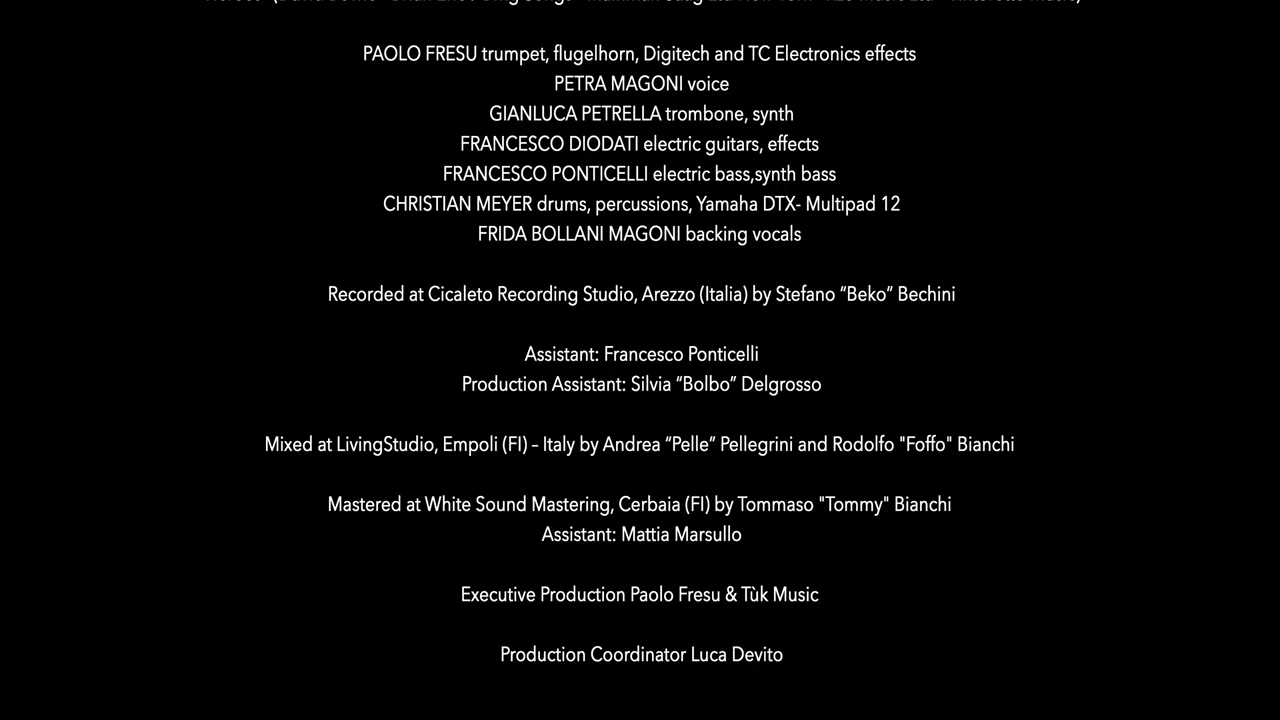 PAOLO FRESU trumpet, flugelhorn, Digitech and TC Electronics effects
PETRA MAGONI voice
GIANLUCA PETRELLA trombone, synth
FRANCESCO DIODATI electric guitars, effects
FRANCESCO PONTICELLI electric bass,synth bass
CHRISTIAN MEYER drums, percussions, Yamaha DTX- Multipad 12
FRIDA BOLLANI MAGONI backing vocals
Recorded at Cicaleto Recording Studio, Arezzo (Italia) by Stefano “Beko” Bechini
Assistant: Francesco Ponticelli
Production Assistant: Silvia “Bolbo” Delgrosso
Mixed at LivingStudio, Empoli (FI) – Italy by Andrea “Pelle” Pellegrini and Rodolfo "Foffo" Bianchi
Mastered at White Sound Mastering, Cerbaia (FI) by Tommaso "Tommy" Bianchi
Assistant: Mattia Marsullo
Executive Production Paolo Fresu & Tùk Music
Production Coordinator Luca Devito